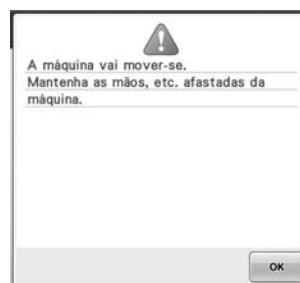 A máquina vai mover-se.
Mantenha as mãos, etc. afastadas da
máquina.
OK